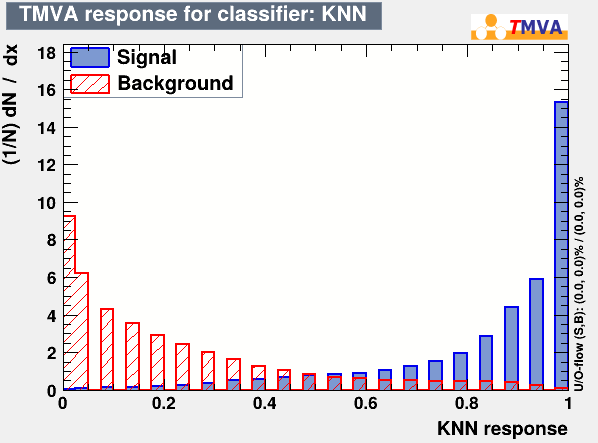 TMVA response for classifier: KNN
TMVA
Signal
Background
(1/N) dN / dx
18
16
14
12
10
8
6
4
2
0
0
0.2
0.4
0.6
0.8
1
KNN response
U/O-flow (S,B): (0.0, 0.0)% / (0.0, 0.0)%